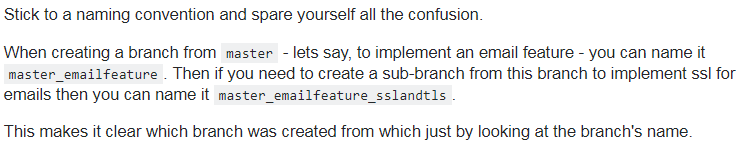 Stick to a naming convention and spare yourself all the confusion.
When creating a branch from master - lets say, to implement an email feature - you can name it
master_emailfeature . Then if you need to create a sub-branch from this branch to implement ssl for
emails then you can name it master_emailfeature_sslandtls .
This makes it clear which branch was created from which just by looking at the branch's name.